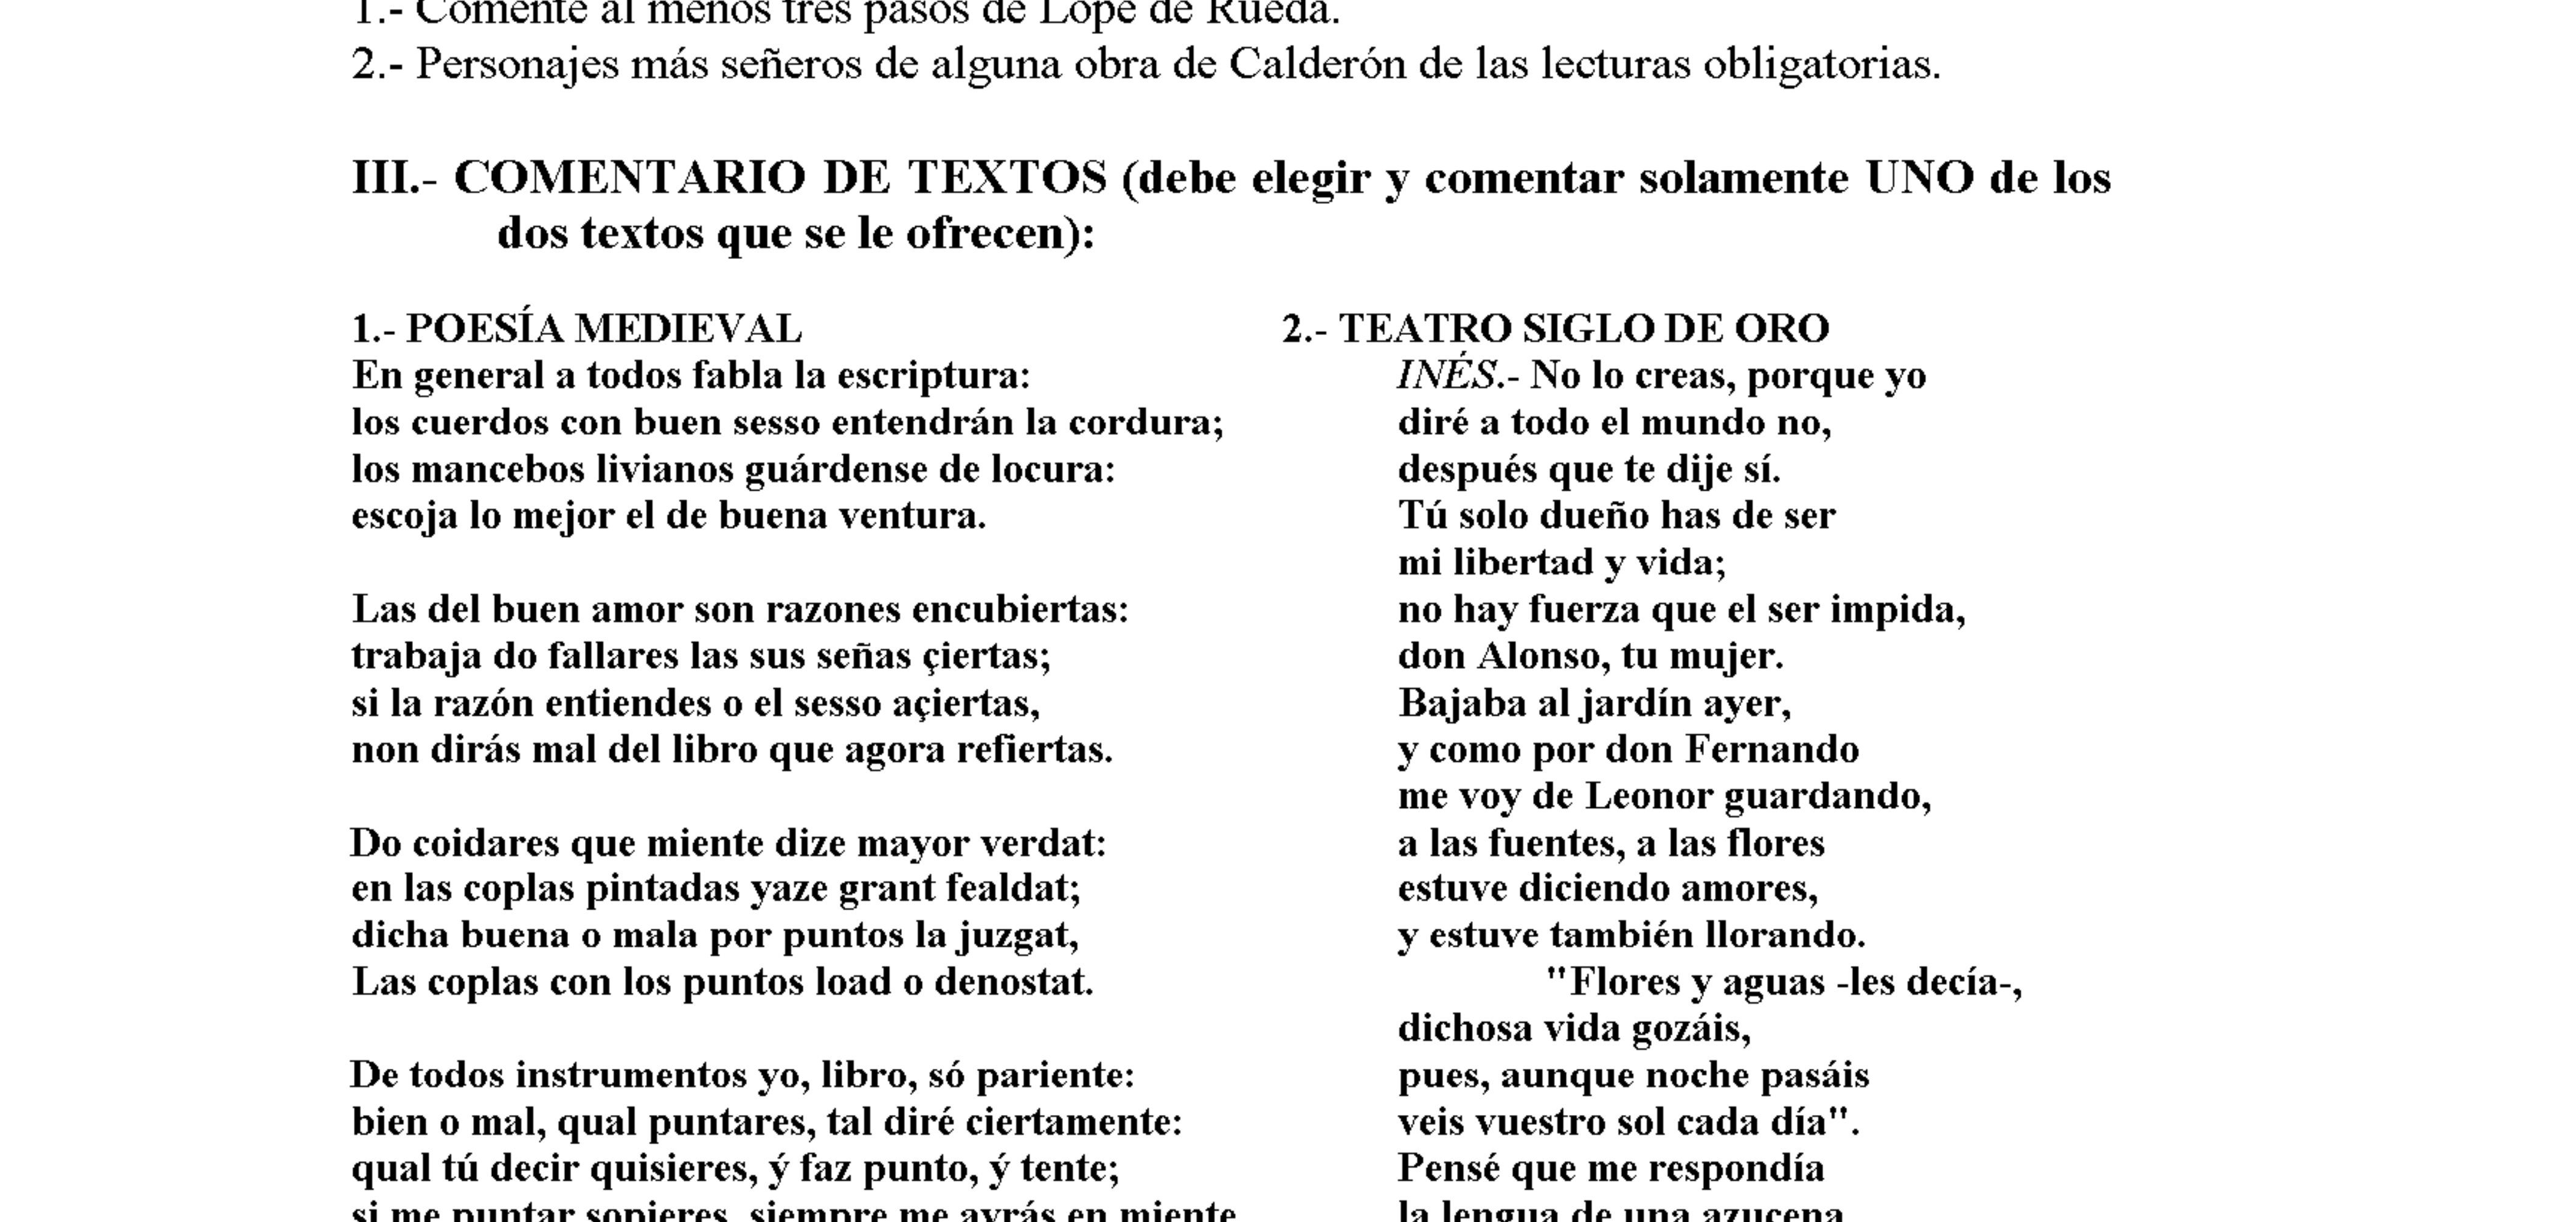 1.- Comente al menos tres pasos de Lope de Rueda.
2.- Personajes más señeros de alguna obra de Calderón de las lecturas obligatorias.
III.- COMENTARIO DE TEXTOS (debe elegir y comentar solamente UNO de los
dos textos que se le ofrecen):
1.- POESÍA MEDIEVAL
En general a todos fabla la escriptura:
los cuerdos con buen sesso entendrán la cordura;
los mancebos livianos guárdense de locura:
escoja lo mejor el de buena ventura.
Las del buen amor son razones encubiertas:
trabaja do fallares las sus señas çiertas;
si la razón entiendes o el sesso açiertas,
non dirás mal del libro que agora refiertas.
Do coidares que miente dize mayor verdat:
en las coplas pintadas yaze grant fealdat;
dicha buena o mala por puntos la juzgat,
Las coplas con los puntos load o denostat.
De todos instrumentos yo, libro, só pariente:
bien o mal, qual puntares, tal diré ciertamente:
qual tú decir quisieres, ý faz punto, ý tente;
si me puntar sopieres, siempre me avrás en miente
2.- TEATRO SIGLO DE ORO
INÉS.- No lo creas, porque yo
diré a todo el mundo no,
después que te dije sí.
Tú solo dueño has de ser
mi libertad y vida;
no hay fuerza que el ser impida,
don Alonso, tu mujer.
Bajaba al jardín ayer,
y como por don Fernando
me voy de Leonor guardando,
a las fuentes, a las flores
estuve diciendo amores,
y estuve también llorando.
"Flores y aguas -les decía-,
dichosa vida gozáis,
pues, aunque noche pasáis
veis vuestro sol cada día".
Pensé que me respondía
la lengua de una azucena